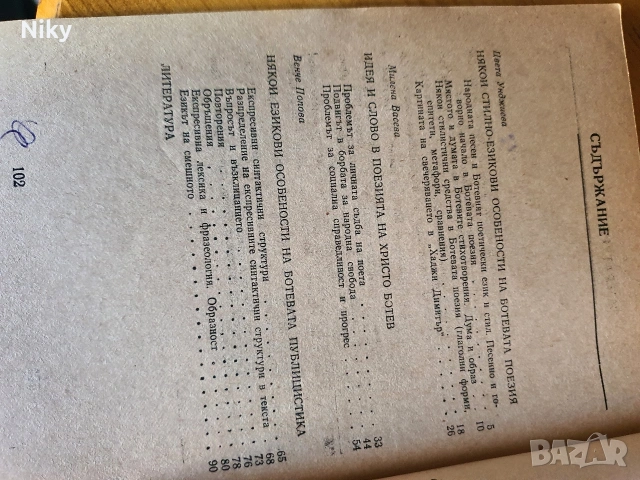 СЪДЪРЖАНИЕ
Цвета Унджиева
НЯКОИ СТИЛНО-ЕЗИКОВИ ОСОБЕНОСТИ НА БОТЕВАТА ПОЕЗИЯ
Народната песен и Ботевият поетически език и стил. Песенно и го-
ворно начало в Ботевата поезия 5
Мястото и думата в Ботевите стихотворения. Дума и образ 10
Някои стилистични средства в Ботевата поезия (глаголни форми, 18
епитети, метафори, сравнения)
Картината на свечеряването в „Хаджи Димитър“ 26
Милена Васева
ИДЕЯ И СЛОВО В ПОЕЗИЯТА НА ХРИСТО БОТЕВ
Проблемът за личната съдба на поета 33
Подвигът в борбата за народна свобода 44
Проблемът за социална справедливост и прогрес 54
Венче Попова
НЯКОИ ЕЗИКОВИ ОСОБЕНОСТИ НА БОТЕВАТА ПУБЛИЦИСТИКА
Експресивни синтактични структури 65
Разпределение на експресивните синтактични структури в текста 68
Въпросът и възклицанието 73
Повторения 76
Обръщения 78
Експресивна лексика и фразеология. Образност 80
Езикът на смешното 90
ЛИТЕРАТУРА
102
Niky
BAZAR